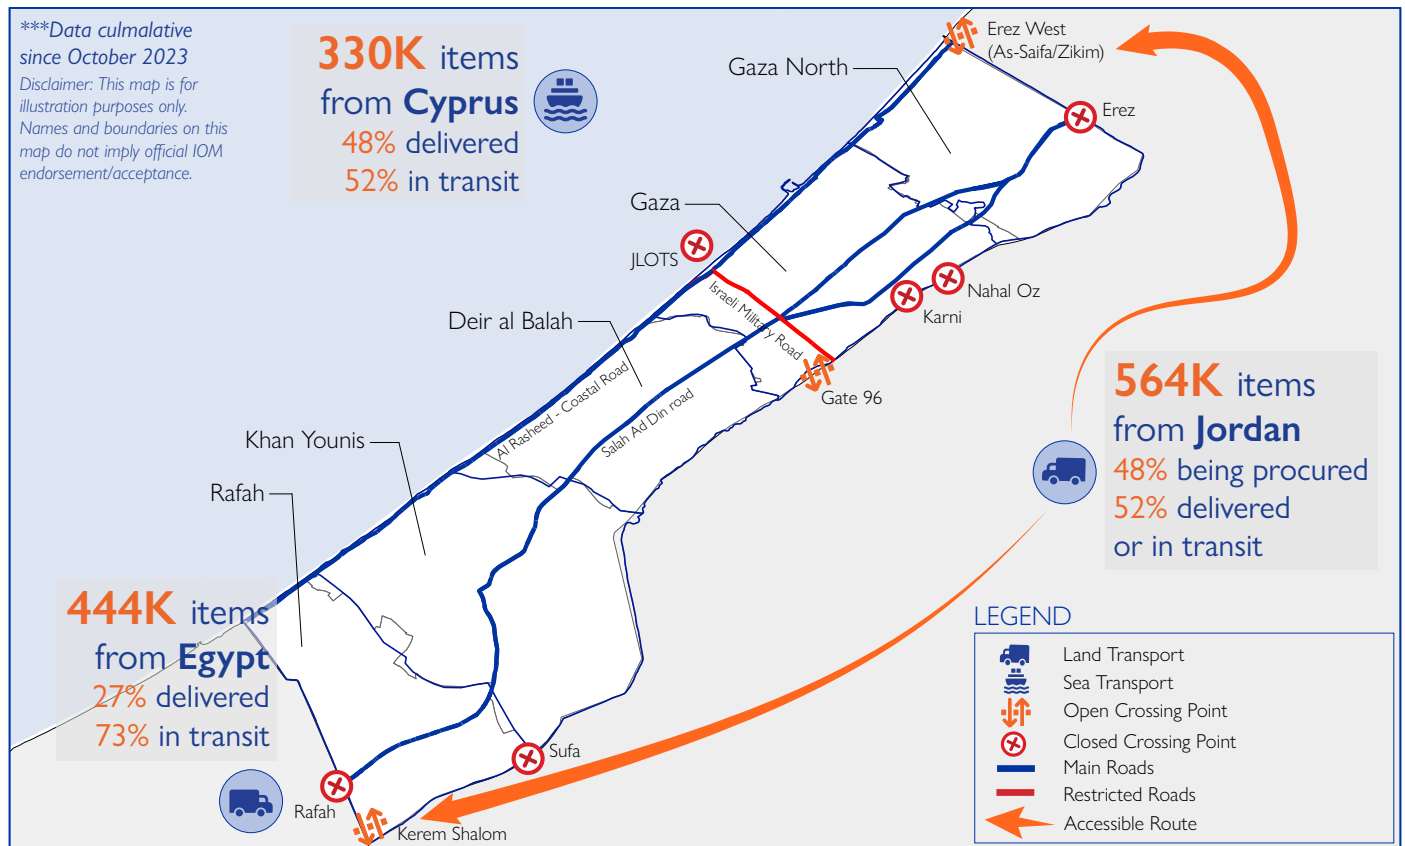 ***Data culmalative
since October 2023
Disclaimer: This map is for
illustration purposes only.
Names and boundaries on this
map do not imply official IOM
endorsement/acceptance.
330K items
from Cyprus
48% delivered
52% in transit
Erez West
(As-Saifa/Zikim)
Gaza North
Erez
Gaza
JLOTS
Nahal Oz
Karni
Israeli Military Road
Deir al Balah
Gate 96
Al Rasheed - Coastal Road
Salah Ad Din road
564K items
from Jordan
48% being procured
52% delivered
or in transit
Khan Younis
Rafah
444K items
from Egypt
27% delivered
73% in transit
Sufa
Rafah
Kerem Shalom
LEGEND
Land Transport
Sea Transport
Open Crossing Point
Closed Crossing Point
Main Roads
Restricted Roads
Accessible Route